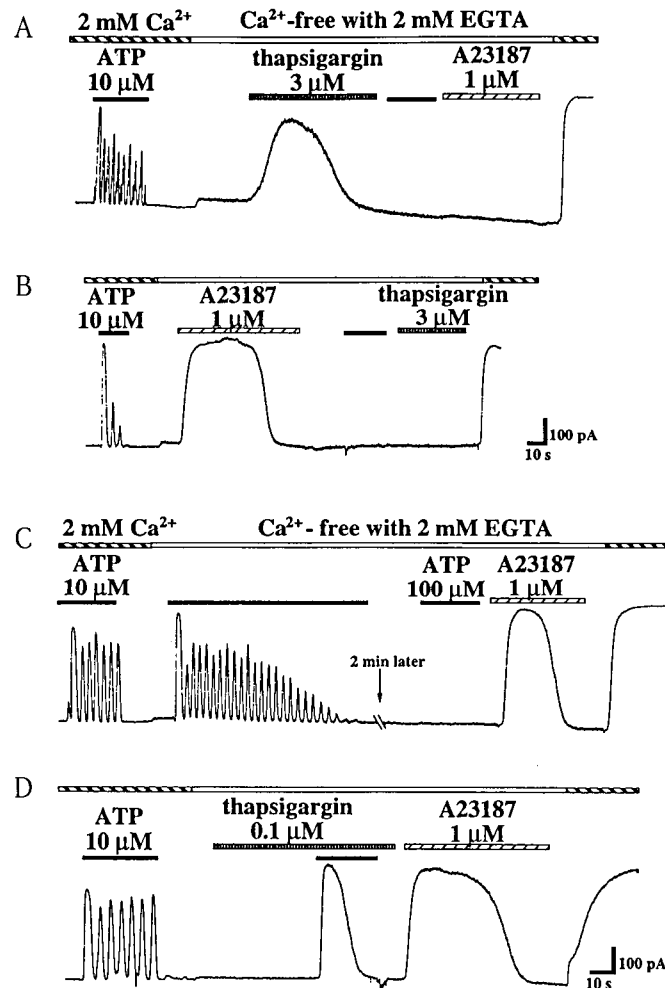 A
2 mM Ca²⁺ Ca²⁺-free with 2 mM EGTA
ATP thapsigargin A23187
10 μM 3 μM 1 μM
B
ATP A23187 thapsigargin
10 μM 1 μM 3 μM
100 pA
10 s
C
2 mM Ca²⁺ Ca²⁺- free with 2 mM EGTA
ATP ATP A23187
10 μM 100 μM 1 μM
2 min later
D
ATP thapsigargin A23187
10 μM 0.1 μM 1 μM
100 pA
10 s